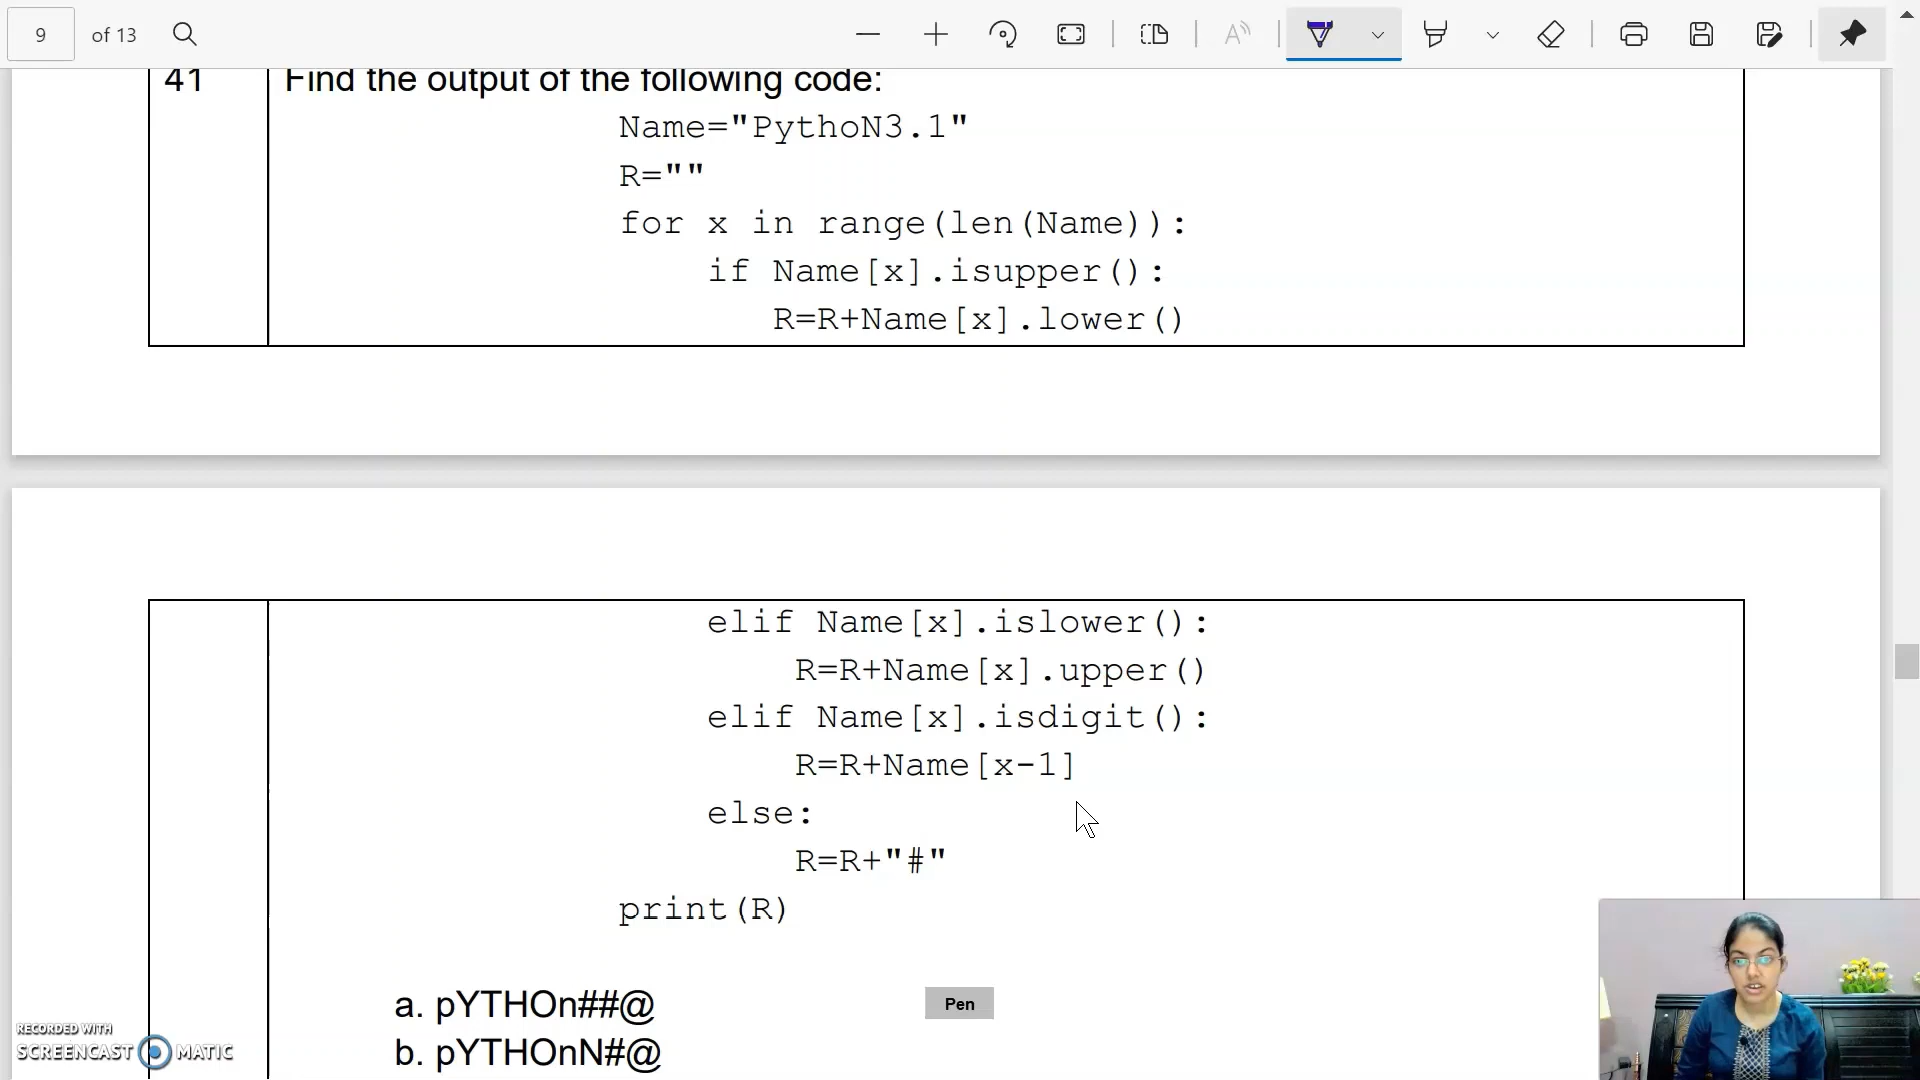 9 of 13
41 Find the output of the following code:
Name="PythoN3.1"
R=""
for x in range(len(Name)):
if Name[x].isupper():
R=R+Name[x].lower()
elif Name[x].islower():
R=R+Name[x].upper()
elif Name[x].isdigit():
R=R+Name[x-1]
else:
R=R+"#"
print(R)
a. pYTHOn##@
b. pYTHOnN#@
Pen
RECORDED WITH
SCREENCAST MATIC